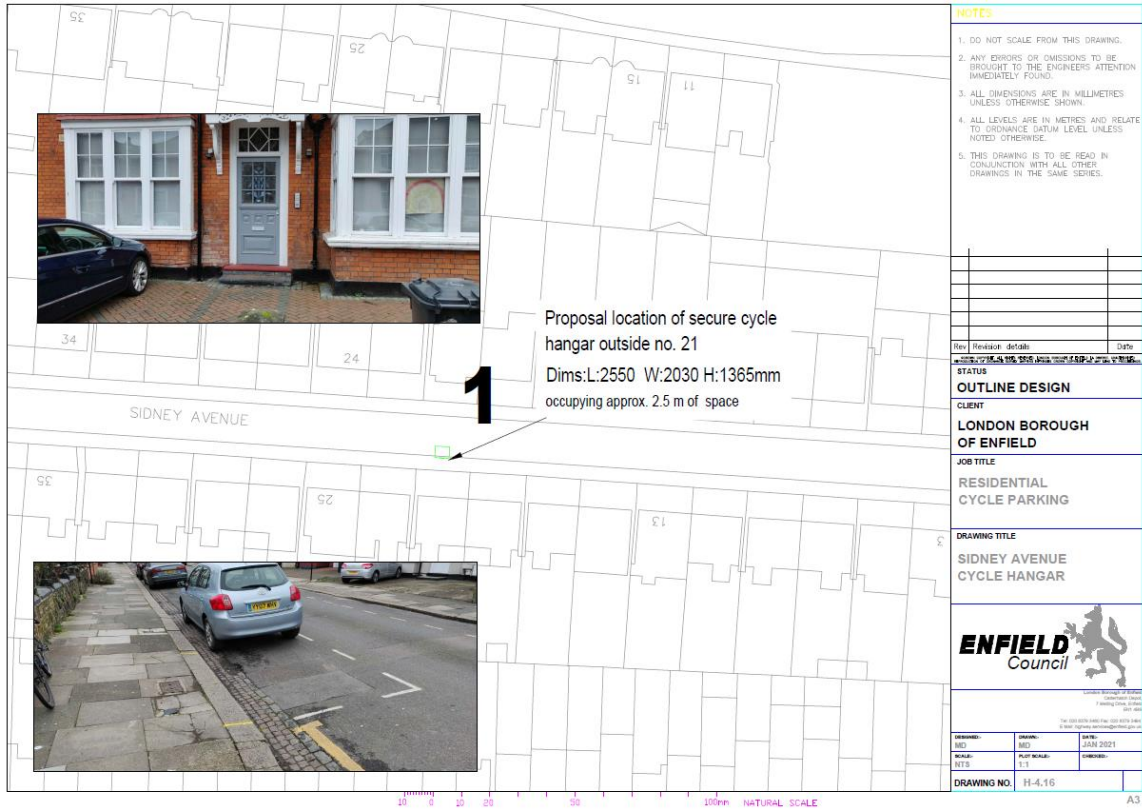 35
25
15
11
34
24
SIDNEY AVENUE
1
Proposal location of secure cycle
hangar outside no. 21
Dims:L:2550 W:2030 H:1365mm
occupying approx. 2.5 m of space
35
25
13
3
10 0 10 20 50 100mm NATURAL SCALE
NOTES
1. DO NOT SCALE FROM THIS DRAWING.
2. ANY ERRORS OR OMISSIONS TO BE
BROUGHT TO THE ENGINEERS ATTENTION
IMMEDIATELY FOUND.
3. ALL DIMENSIONS ARE IN MILLIMETRES
UNLESS OTHERWISE SHOWN.
4. ALL LEVELS ARE IN METRES AND RELATE
TO ORDNANCE DATUM LEVEL UNLESS
NOTED OTHERWISE.
5. THIS DRAWING IS TO BE READ IN
CONJUNCTION WITH ALL OTHER
DRAWINGS IN THE SAME SERIES.
Rev Revision details Date
STATUS
OUTLINE DESIGN
CLIENT
LONDON BOROUGH
OF ENFIELD
JOB TITLE
RESIDENTIAL
CYCLE PARKING
DRAWING TITLE
SIDNEY AVENUE
CYCLE HANGAR
ENFIELD
Council
DESIGNED:- DRAWN:- DATE:-
MD MD JAN 2021
SCALE:- PLOT SCALE:- CHECKED:-
NTS 1:1
DRAWING NO. H-4.16
A3